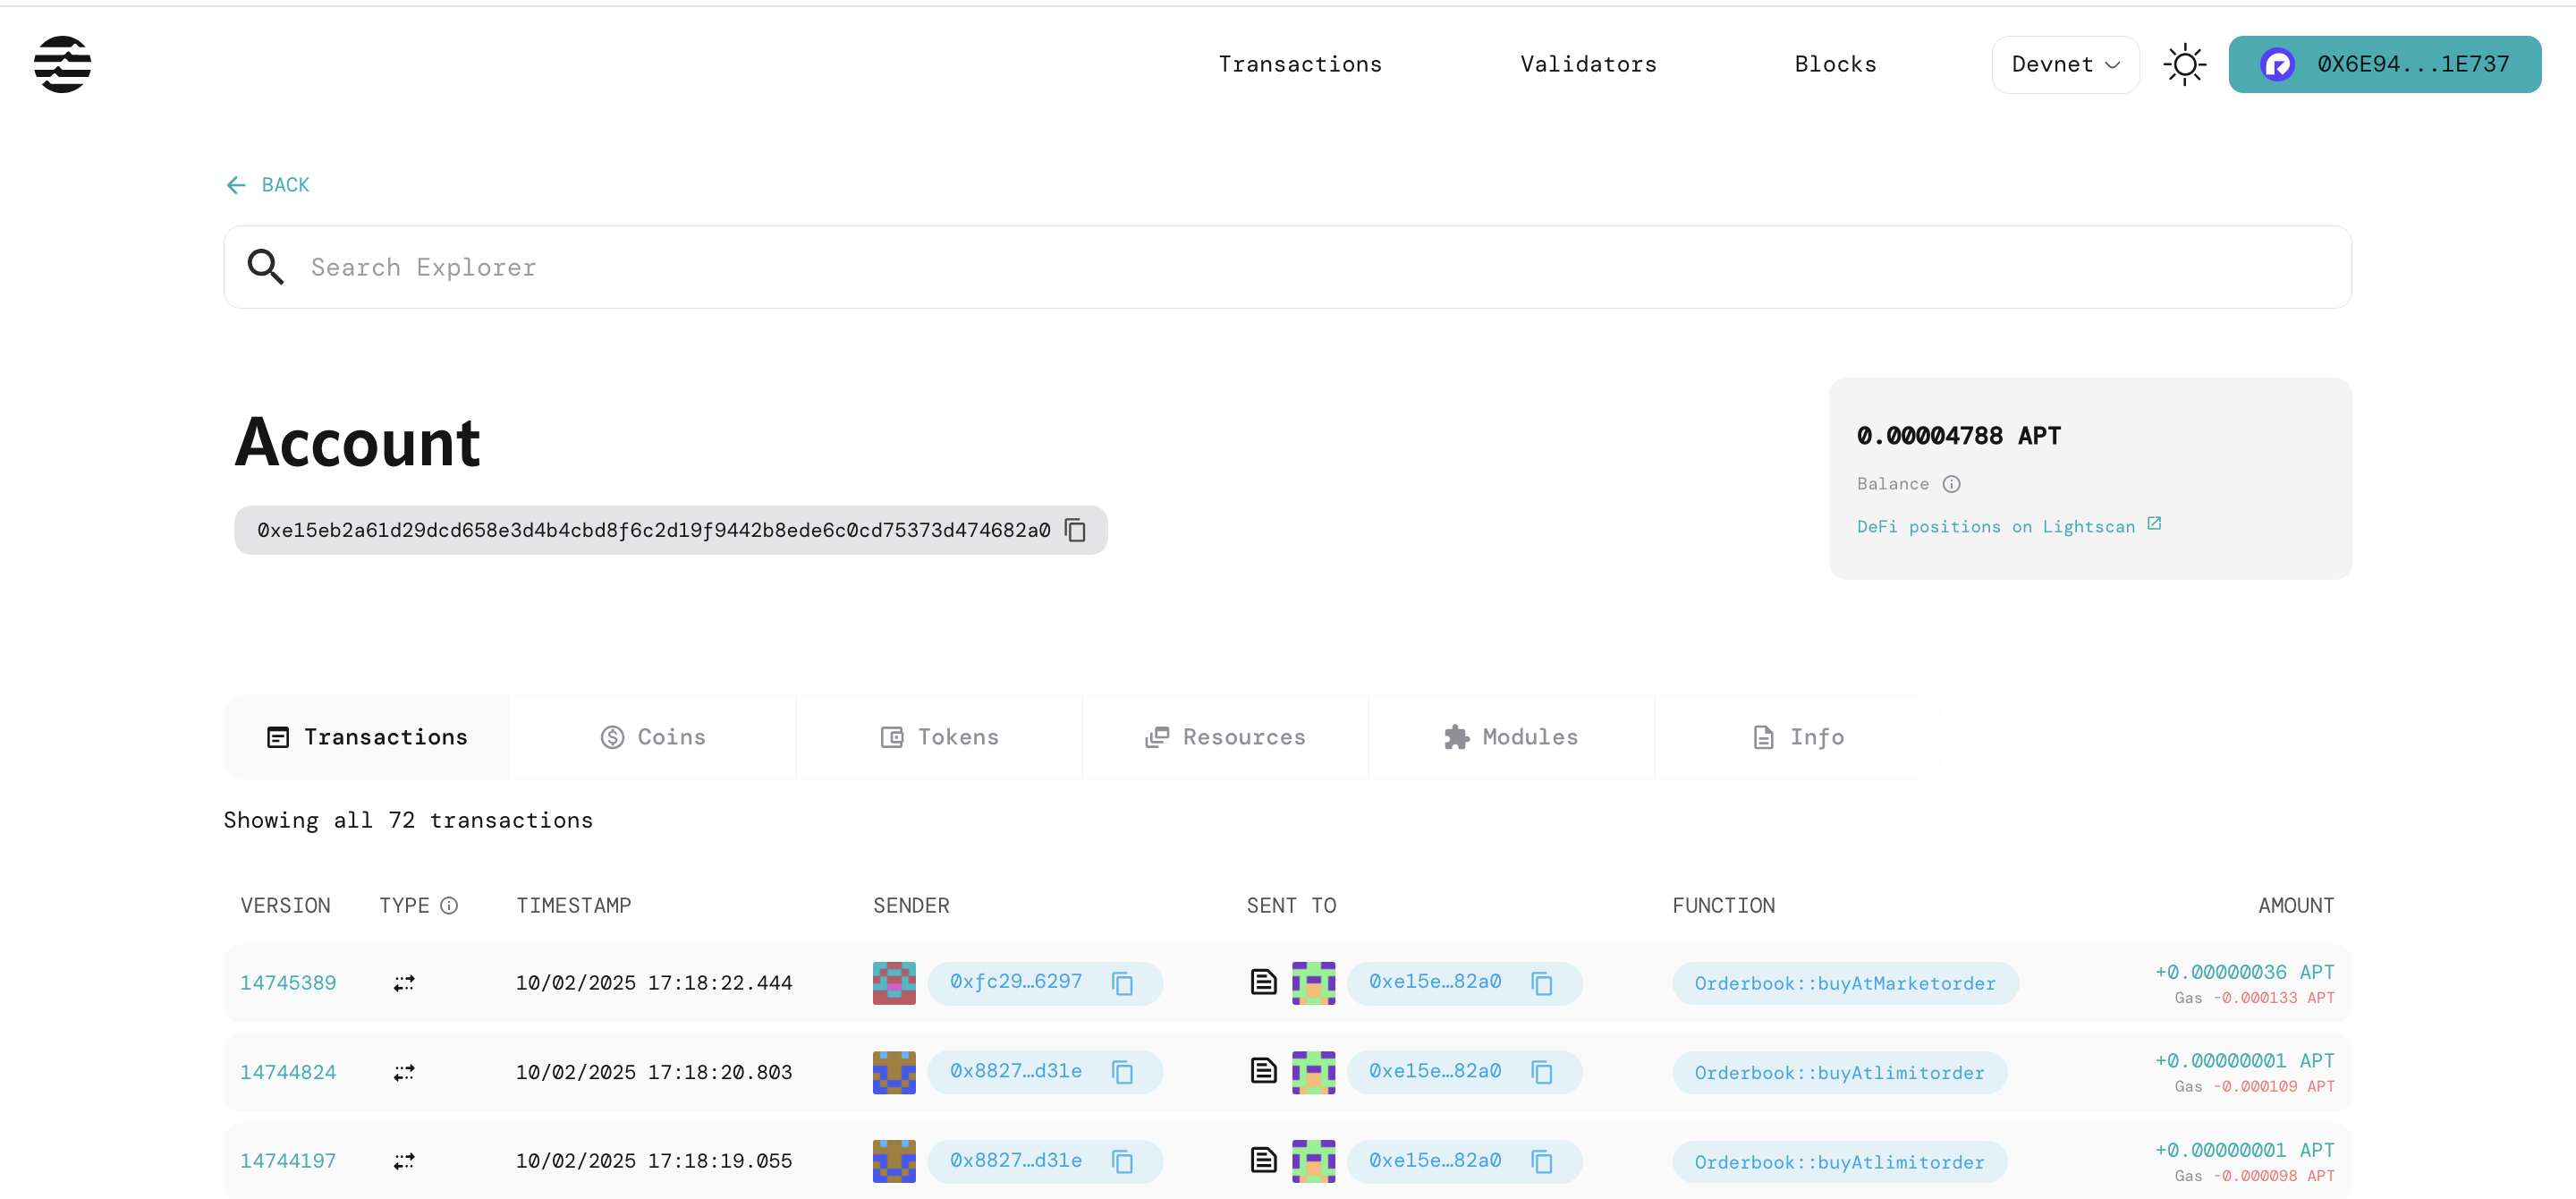 Transactions Validators Blocks Devnet 0X6E94...1E737
BACK
Search Explorer
Account
0xe15eb2a61d29dcd658e3d4b4cbd8f6c2d19f9442b8ede6c0cd75373d474682a0
0.00004788 APT
Balance
DeFi positions on Lightscan
Transactions Coins Tokens Resources Modules Info
Showing all 72 transactions
VERSION TYPE TIMESTAMP SENDER SENT TO FUNCTION AMOUNT
14745389 10/02/2025 17:18:22.444 0xfc29…6297 0xe15e…82a0 Orderbook::buyAtMarketorder +0.00000036 APT
Gas -0.000133 APT
14744824 10/02/2025 17:18:20.803 0x8827…d31e 0xe15e…82a0 Orderbook::buyAtlimitorder +0.00000001 APT
Gas -0.000109 APT
14744197 10/02/2025 17:18:19.055 0x8827…d31e 0xe15e…82a0 Orderbook::buyAtlimitorder +0.00000001 APT
Gas -0.000098 APT